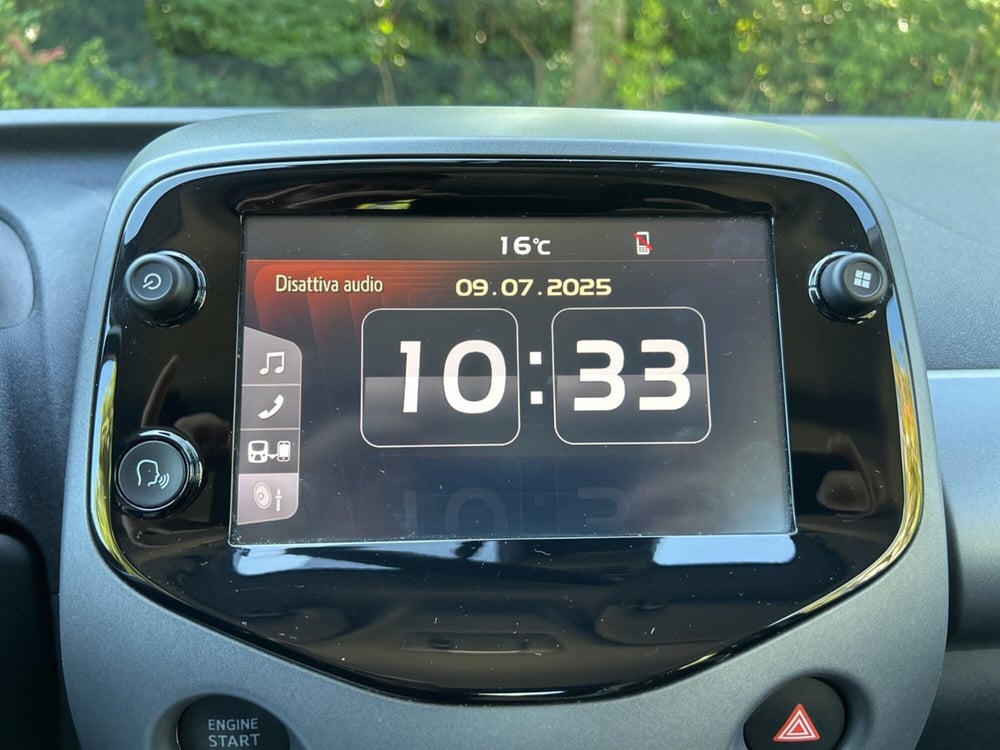 16°C
Disattiva audio
09.07.2025
10:33
ENGINE
START